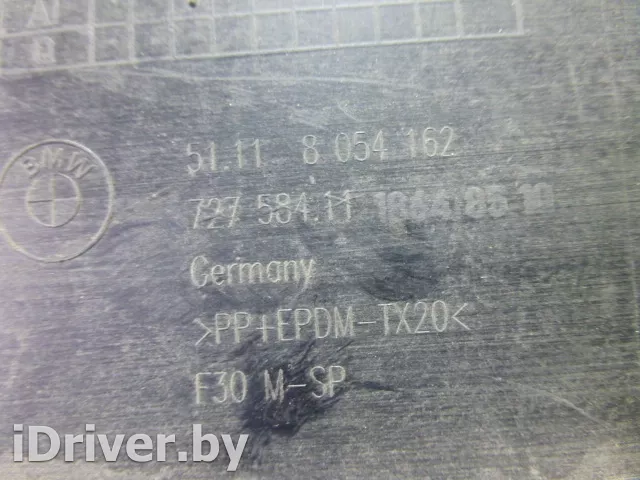 A
B
BMW
51.11 8 054 162
727 584.11
Germany
>PP+EPDM-TX20<
F30 M-SP
iDriver.by